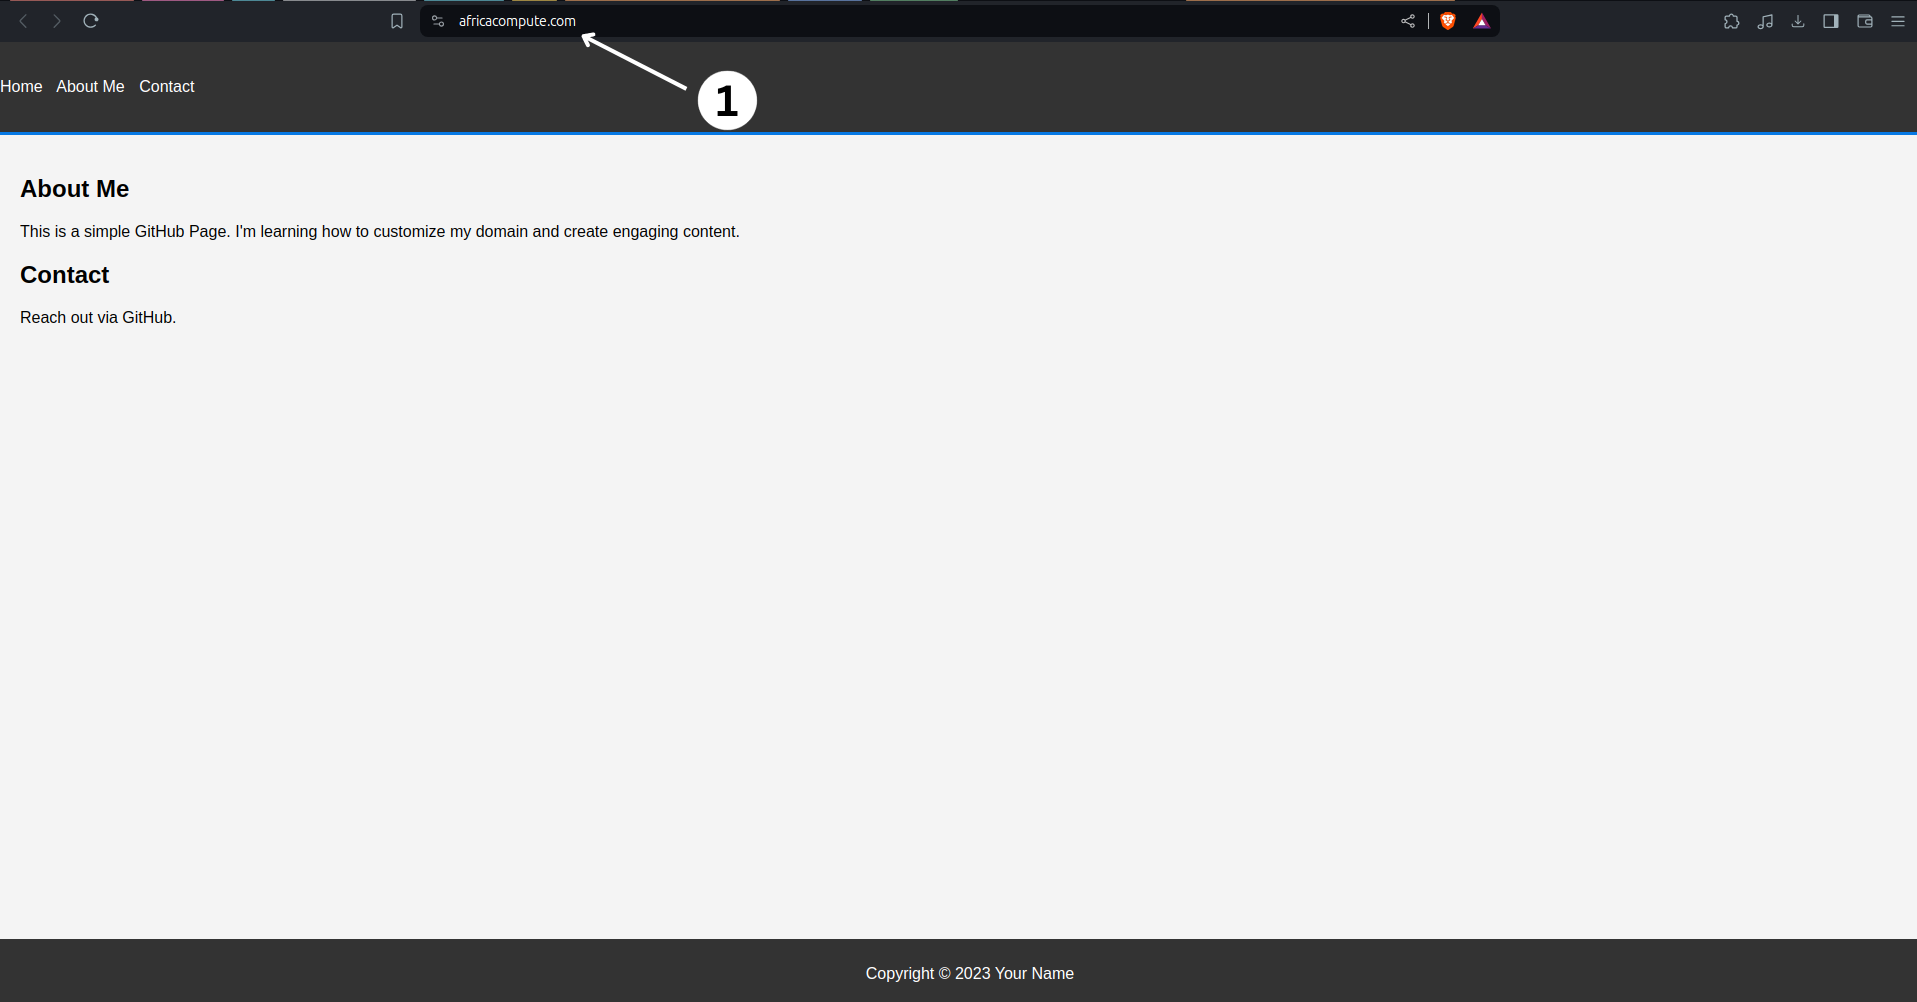 africacompute.com
Home About Me Contact
1
About Me
This is a simple GitHub Page. I'm learning how to customize my domain and create engaging content.
Contact
Reach out via GitHub.
Copyright © 2023 Your Name